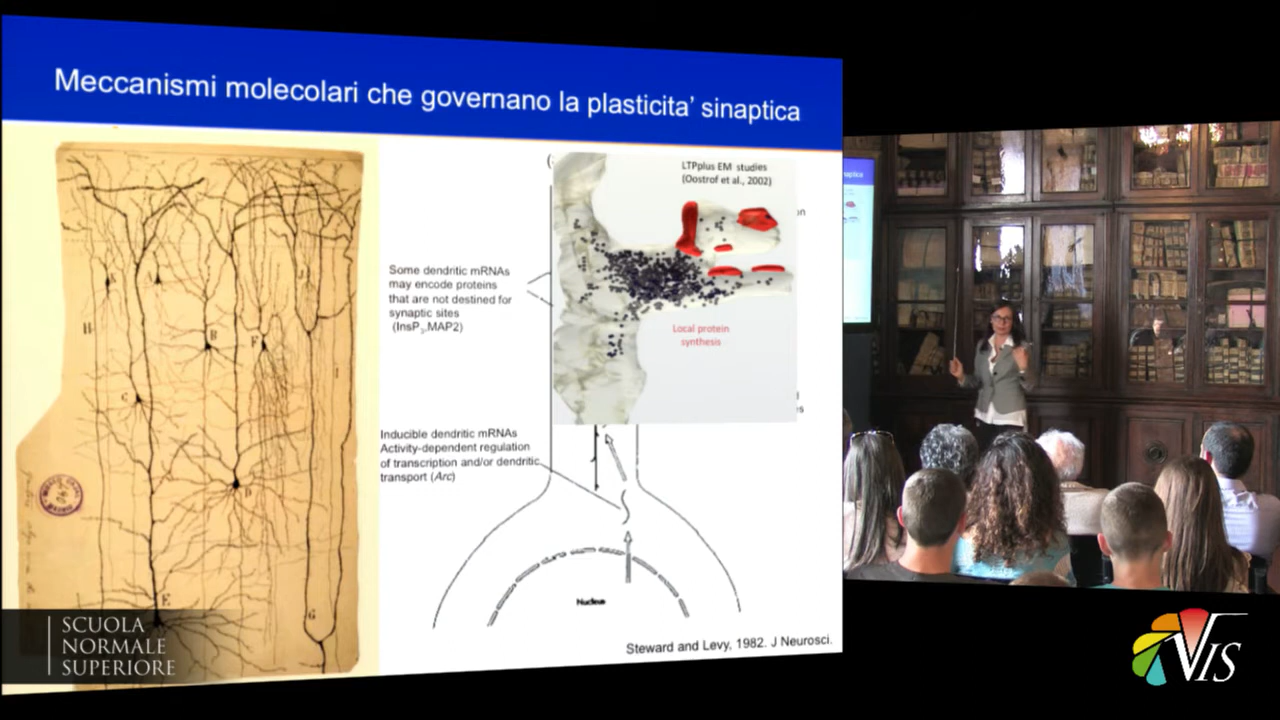 Meccanismi molecolari che governano la plasticita' sinaptica
LTPplus EM studies
(Oostrof et al., 2002)
Some dendritic mRNAs
may encode proteins
that are not destined for
synaptic sites
(InsP3,MAP2)
Local protein
synthesis
Inducible dendritic mRNAs
Activity-dependent regulation
of transcription and/or dendritic
transport (Arc)
Nucleus
Steward and Levy, 1982. J Neurosci.
H
B
F
C
D
E
G
SCUOLA
NORMALE
SUPERIORE
VIS